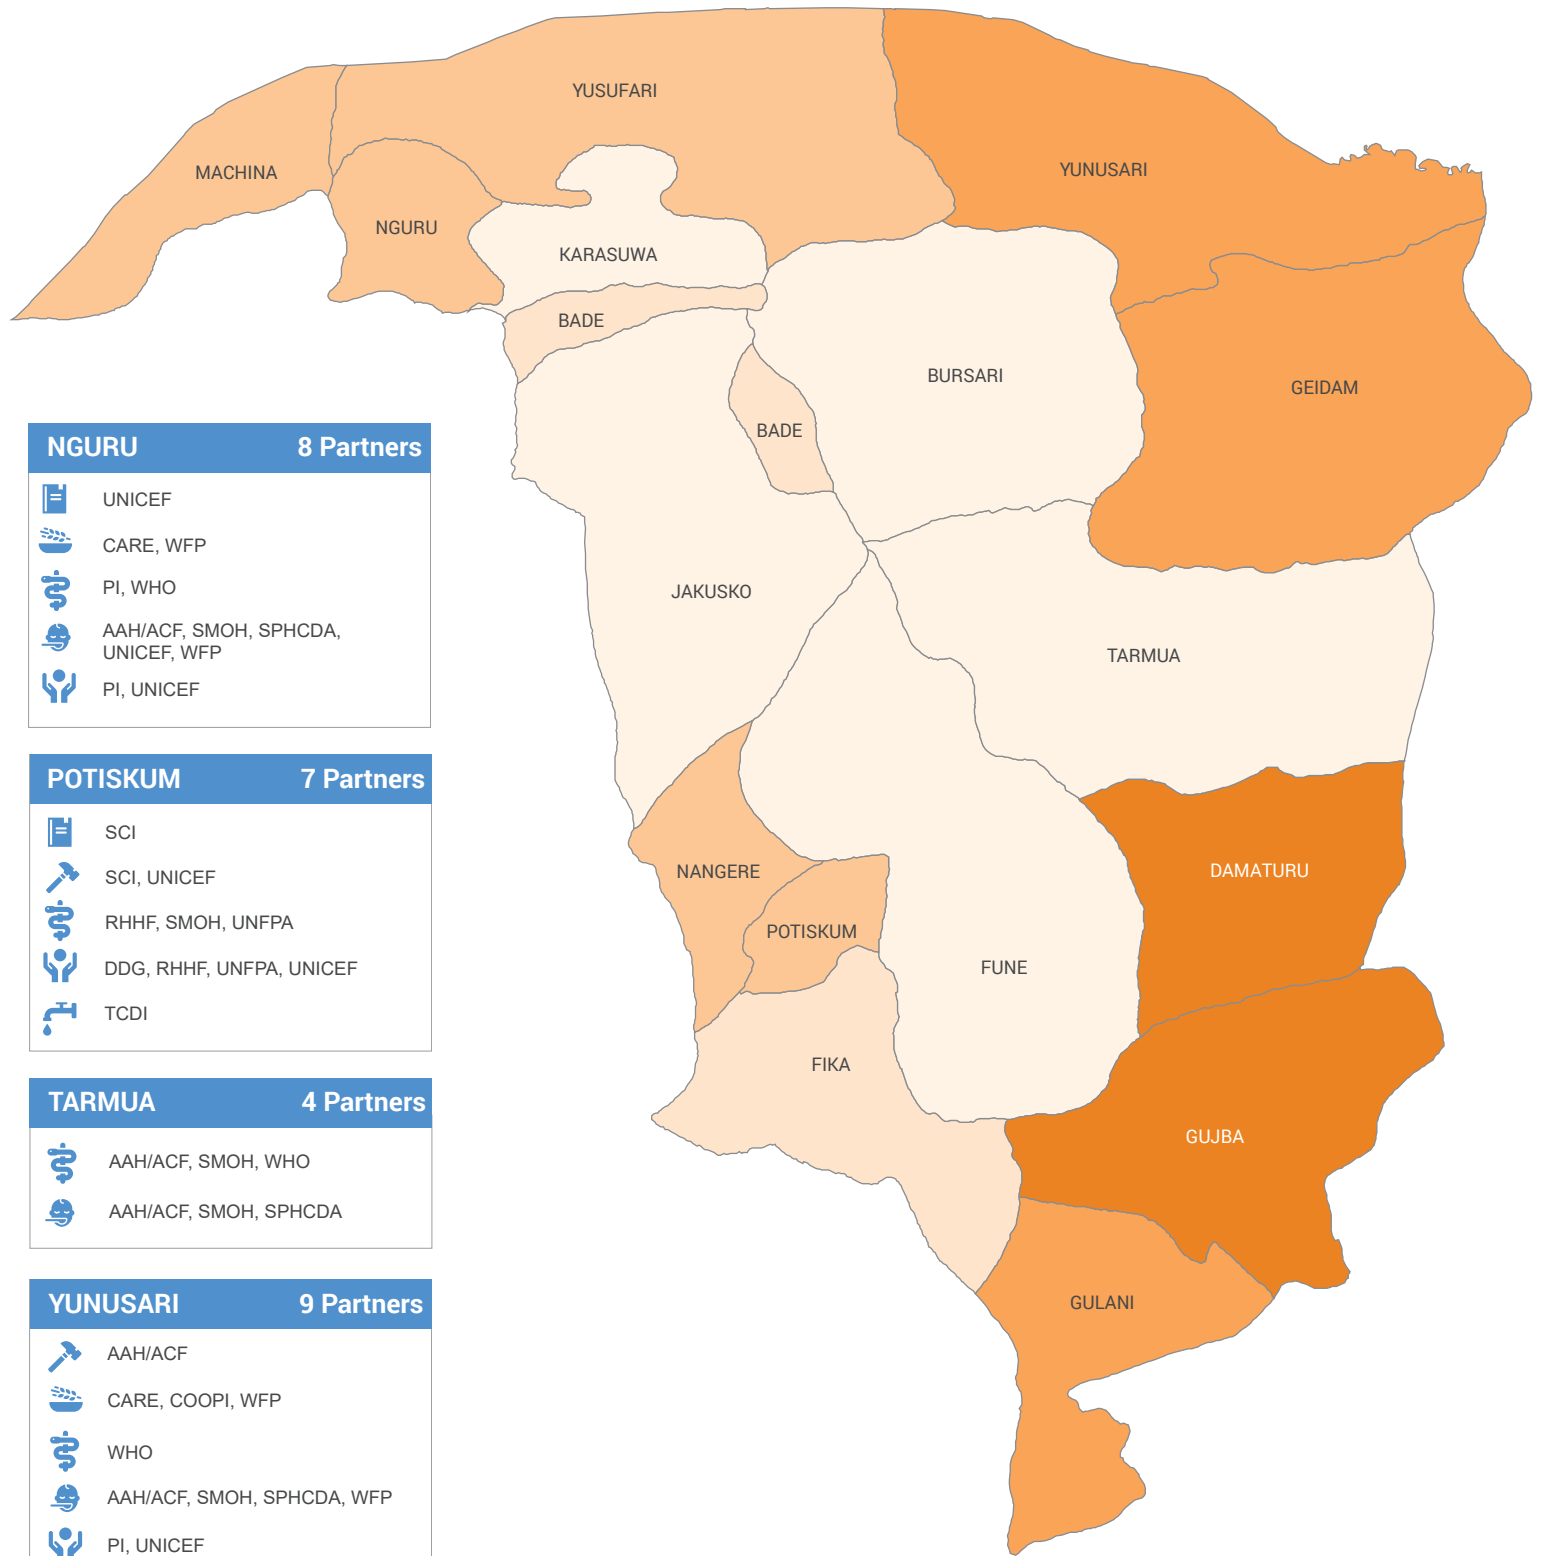 YUSUFARI
MACHINA
YUNUSARI
NGURU
KARASUWA
BADE
BURSARI
GEIDAM
BADE
JAKUSKO
TARMUA
NANGERE
DAMATURU
POTISKUM
FUNE
FIKA
GUJBA
GULANI
NGURU 8 Partners
UNICEF
CARE, WFP
PI, WHO
AAH/ACF, SMOH, SPHCDA,
UNICEF, WFP
PI, UNICEF
POTISKUM 7 Partners
SCI
SCI, UNICEF
RHHF, SMOH, UNFPA
DDG, RHHF, UNFPA, UNICEF
TCDI
TARMUA 4 Partners
AAH/ACF, SMOH, WHO
AAH/ACF, SMOH, SPHCDA
YUNUSARI 9 Partners
AAH/ACF
CARE, COOPI, WFP
WHO
AAH/ACF, SMOH, SPHCDA, WFP
PI, UNICEF